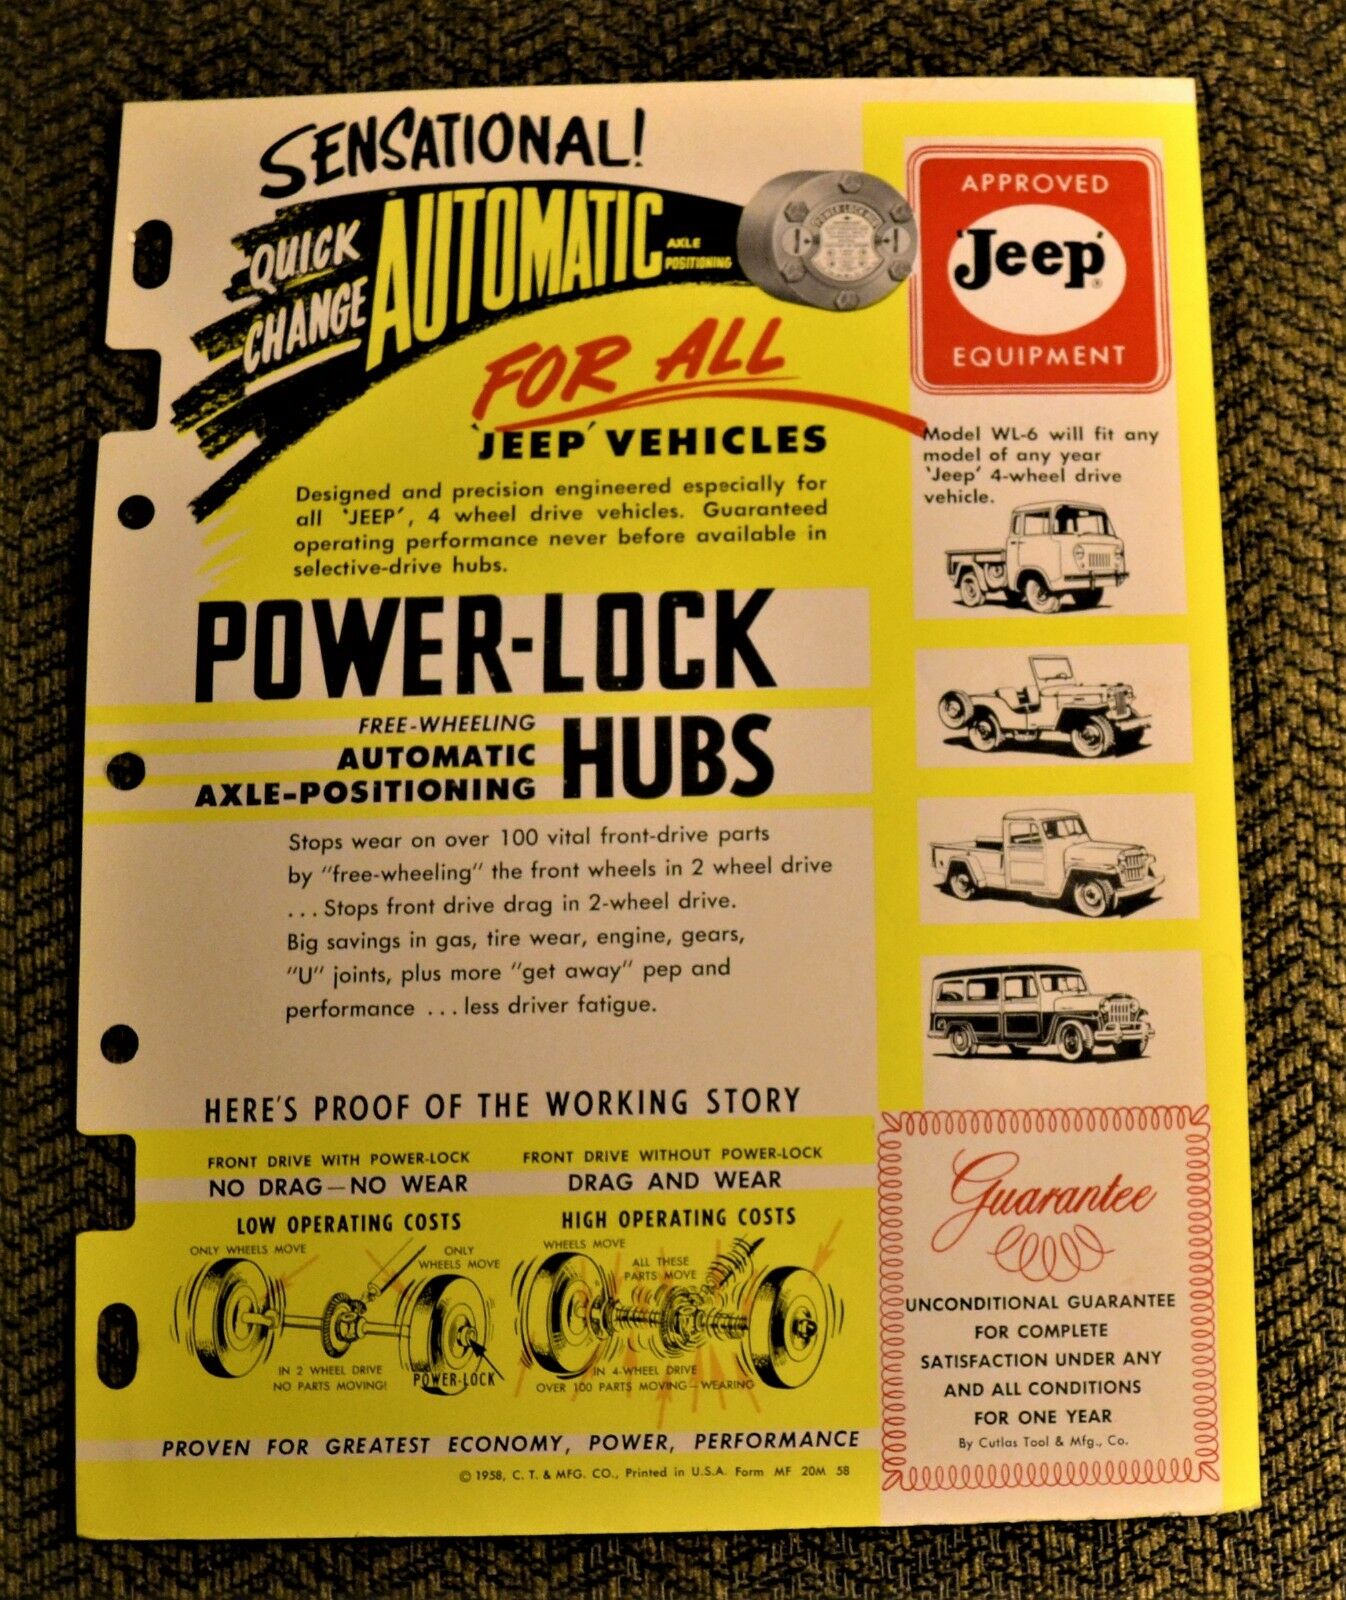 SENSATIONAL!
QUICK
CHANGE
AUTOMATIC
AXLE
POSITIONING
FOR ALL
'JEEP' VEHICLES
Designed and precision engineered especially for
all 'JEEP', 4 wheel drive vehicles. Guaranteed
operating performance never before available in
selective-drive hubs.
POWER-LOCK
FREE-WHEELING
AUTOMATIC
AXLE-POSITIONING
HUBS
Stops wear on over 100 vital front-drive parts
by "free-wheeling" the front wheels in 2 wheel drive
...Stops front drive drag in 2-wheel drive.
Big savings in gas, tire wear, engine, gears,
"U" joints, plus more "get away" pep and
performance ...less driver fatigue.
HERE'S PROOF OF THE WORKING STORY
FRONT DRIVE WITH POWER-LOCK
NO DRAG—NO WEAR
LOW OPERATING COSTS
ONLY WHEELS MOVE
ONLY
WHEELS MOVE
IN 2 WHEEL DRIVE
NO PARTS MOVING!
POWER-LOCK
FRONT DRIVE WITHOUT POWER-LOCK
DRAG AND WEAR
HIGH OPERATING COSTS
WHEELS MOVE
ALL THESE
PARTS MOVE
IN 4-WHEEL DRIVE
OVER 100 PARTS MOVING—WEARING
PROVEN FOR GREATEST ECONOMY, POWER, PERFORMANCE
© 1958, C. T. & MFG. CO., Printed in U.S.A. Form MF 20M 58
APPROVED
'Jeep'®
EQUIPMENT
Model WL-6 will fit any
model of any year
'Jeep' 4-wheel drive
vehicle.
Guarantee
UNCONDITIONAL GUARANTEE
FOR COMPLETE
SATISFACTION UNDER ANY
AND ALL CONDITIONS
FOR ONE YEAR
By Cutlas Tool & Mfg., Co.